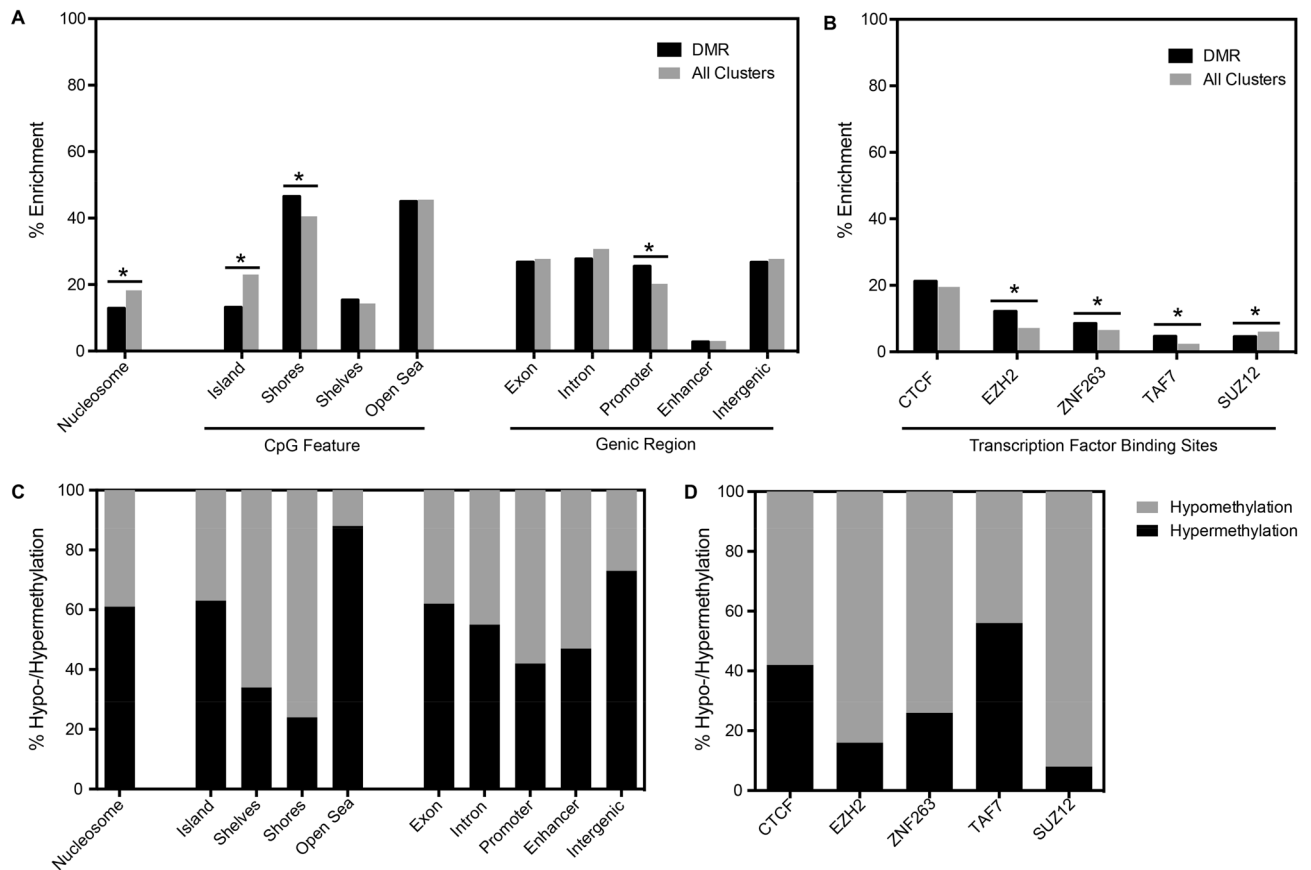 A
% Enrichment
100
80
60
40
20
0
DMR
All Clusters
*
*
*
*
Nucleosome
Island
Shores
Shelves
Open Sea
Exon
Intron
Promoter
Enhancer
Intergenic
CpG Feature
Genic Region
B
% Enrichment
100
80
60
40
20
0
DMR
All Clusters
*
*
*
*
CTCF
EZH2
ZNF263
TAF7
SUZ12
Transcription Factor Binding Sites
C
% Hypo-/Hypermethylation
100
80
60
40
20
0
Nucleosome
Island
Shelves
Shores
Open Sea
Exon
Intron
Promoter
Enhancer
Intergenic
D
% Hypo-/Hypermethylation
100
80
60
40
20
0
CTCF
EZH2
ZNF263
TAF7
SUZ12
Hypomethylation
Hypermethylation